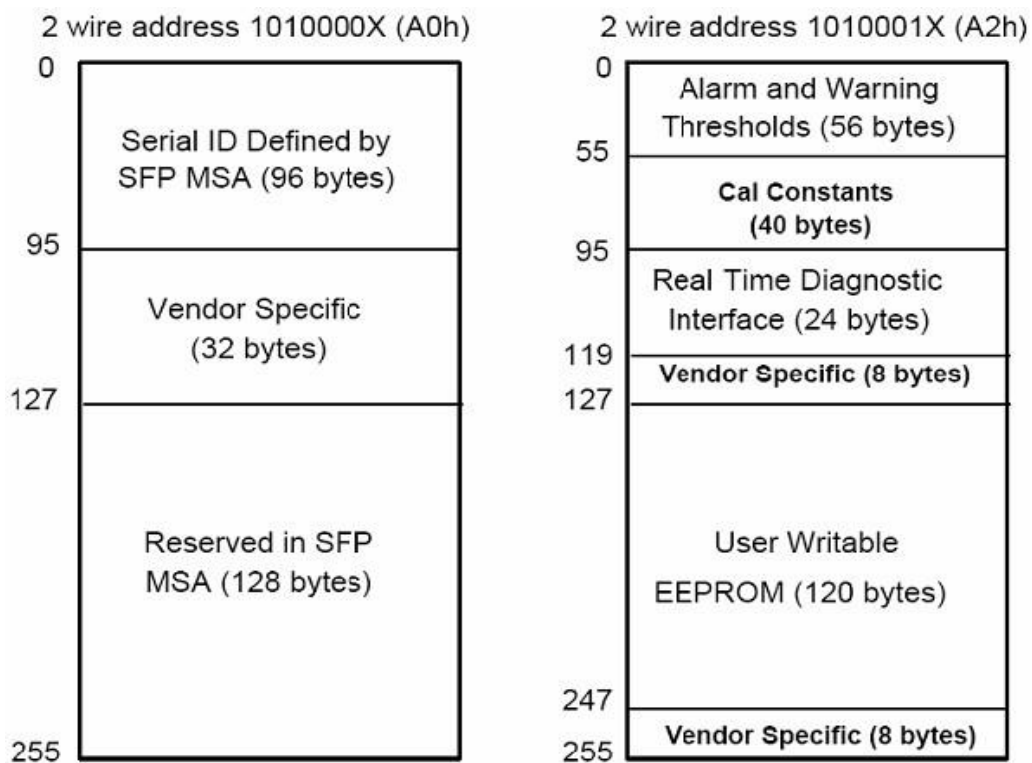 2 wire address 1010000X (A0h)
0
Serial ID Defined by
SFP MSA (96 bytes)
95
Vendor Specific
(32 bytes)
127
Reserved in SFP
MSA (128 bytes)
255
2 wire address 1010001X (A2h)
0
Alarm and Warning
Thresholds (56 bytes)
55
Cal Constants
(40 bytes)
95
Real Time Diagnostic
Interface (24 bytes)
119
Vendor Specific (8 bytes)
127
User Writable
EEPROM (120 bytes)
247
Vendor Specific (8 bytes)
255